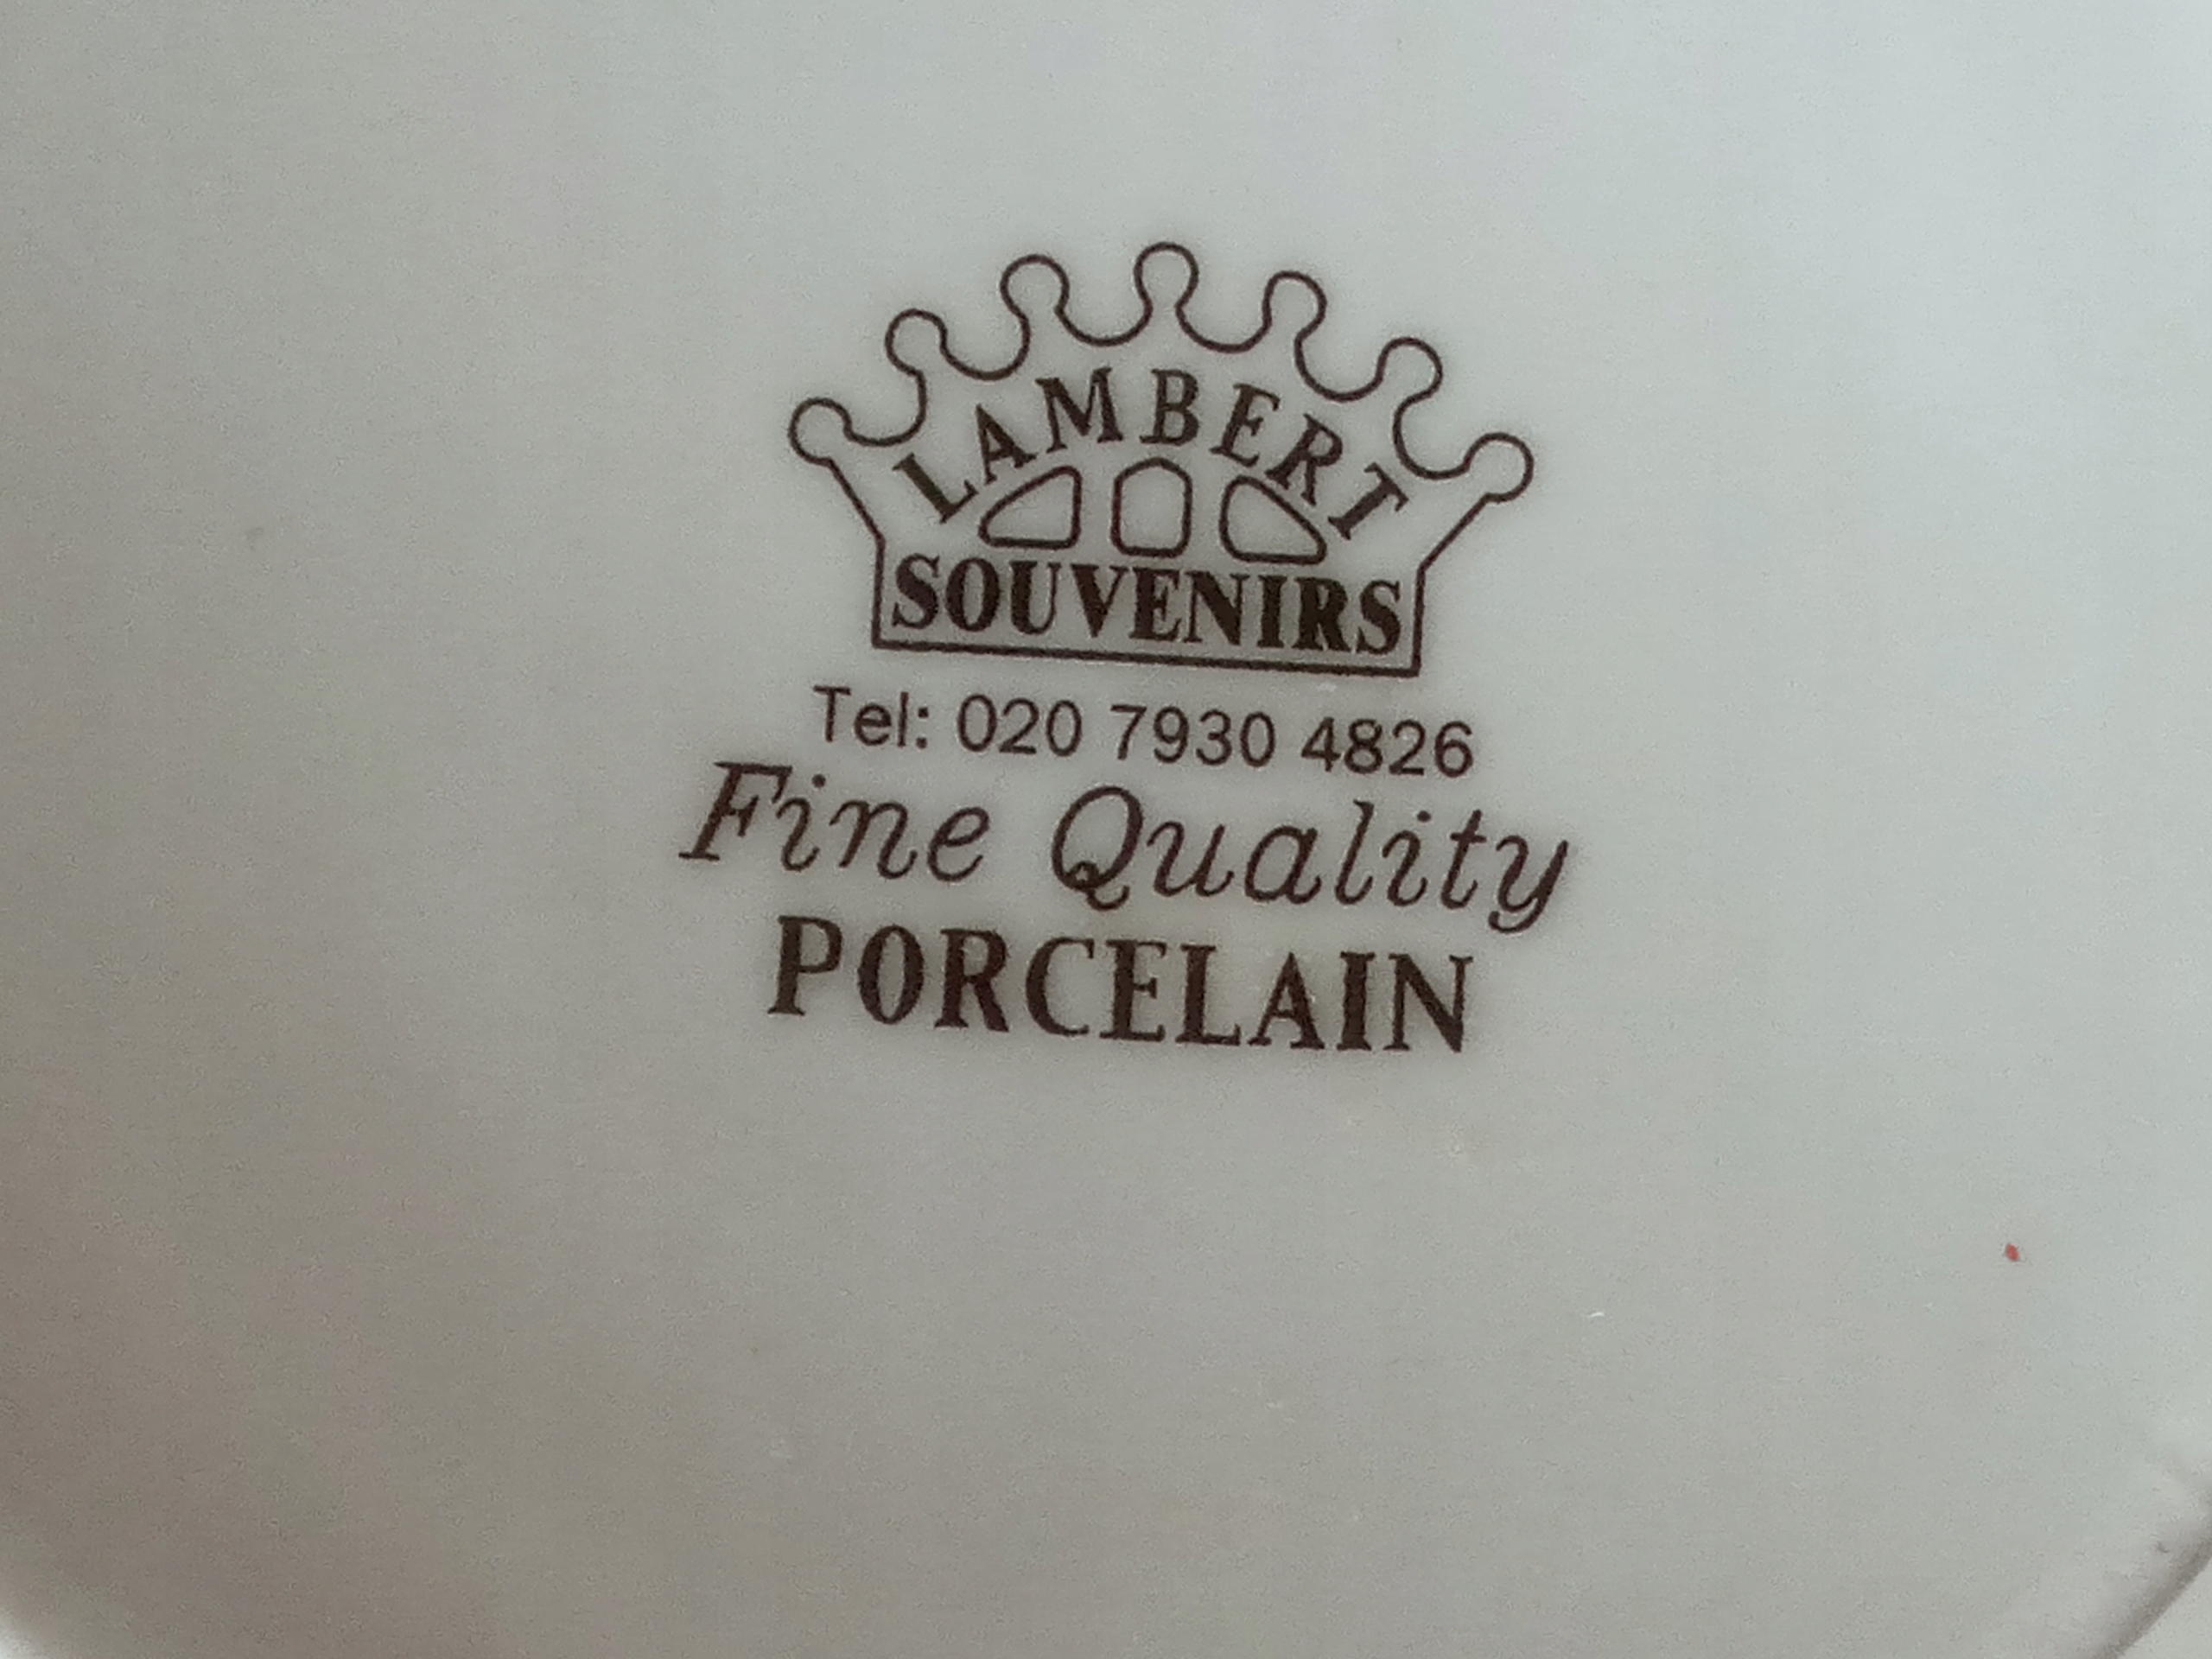 LAMBERT
SOUVENIRS
Tel: 020 7930 4826
Fine Quality
PORCELAIN